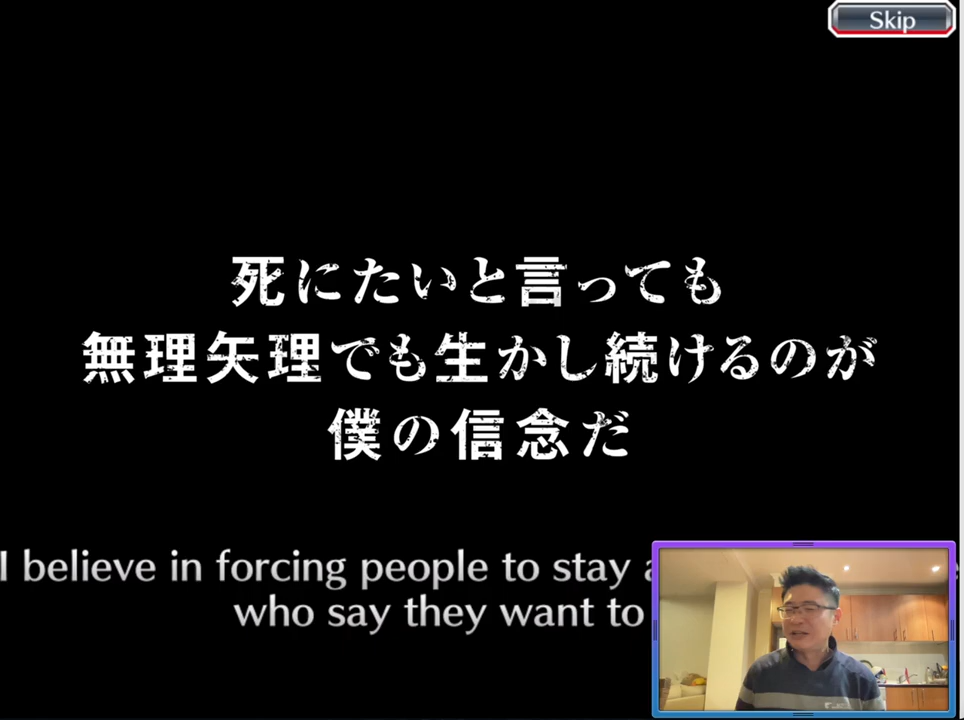 Skip
死にたいと言っても
無理矢理でも生かし続けるのが
僕の信念だ
I believe in forcing people to stay
who say they want to